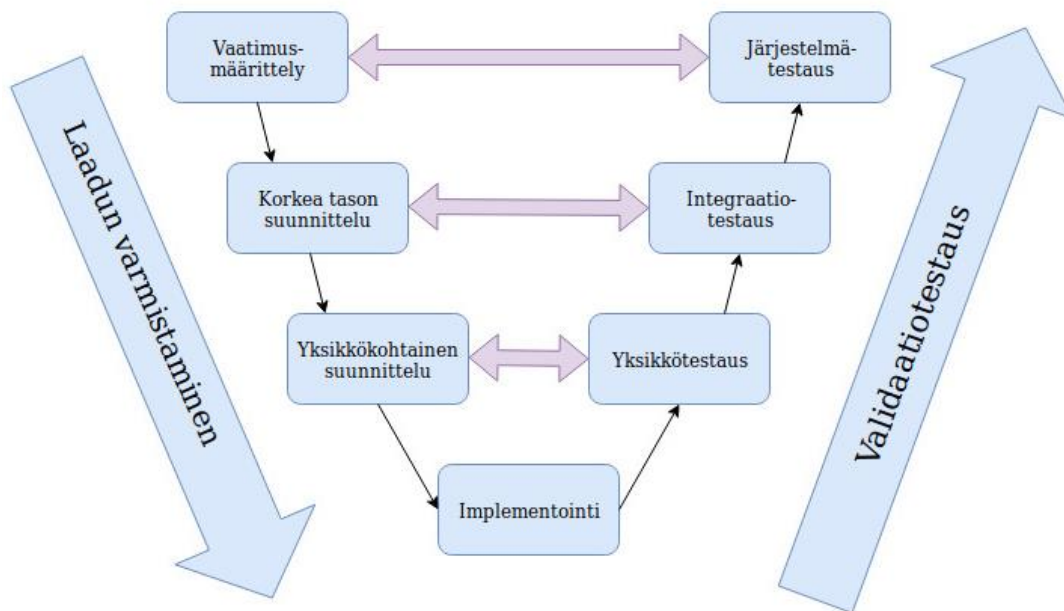 Vaatimus-
määrittely
Järjestelmä-
testaus
Laadun varmistaminen
Korkea tason
suunnittelu
Integraatio-
testaus
Validaatiotestaus
Yksikkökohtainen
suunnittelu
Yksikkötestaus
Implementointi